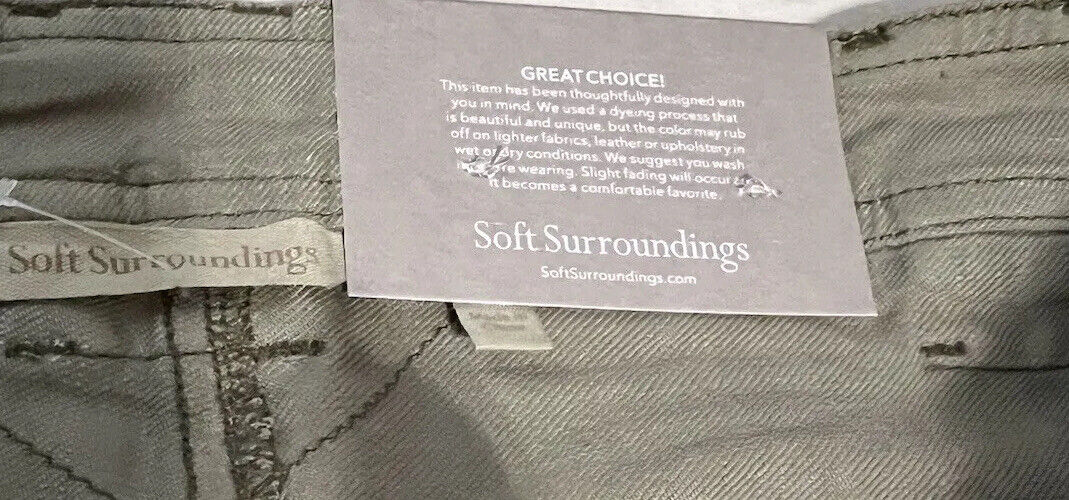 GREAT CHOICE!
This item has been thoughtfully designed with
you in mind. We used a dyeing process that
is beautiful and unique, but the color may rub
off on lighter fabrics, leather or upholstery in
wet or dry conditions. We suggest you wash
wearing. Slight fading will occur
it becomes a comfortable favorite.
Soft Surroundings
SoftSurroundings.com
Soft Surroundings